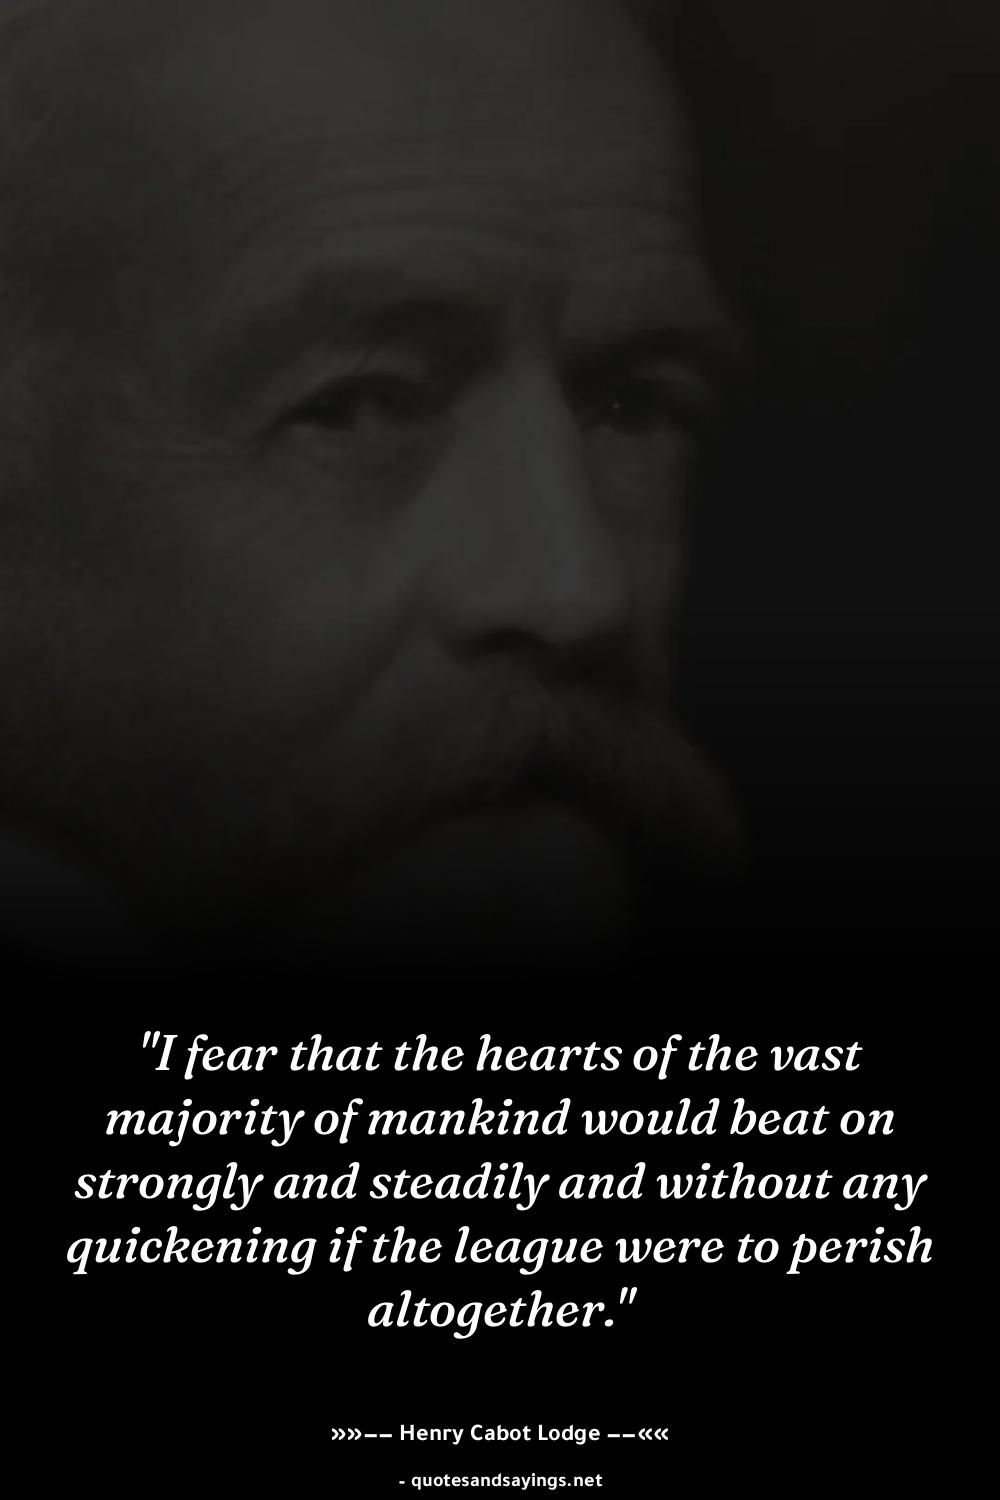 "I fear that the hearts of the vast
majority of mankind would beat on
strongly and steadily and without any
quickening if the league were to perish
altogether."
»»−− Henry Cabot Lodge −−««
- quotesandsayings.net